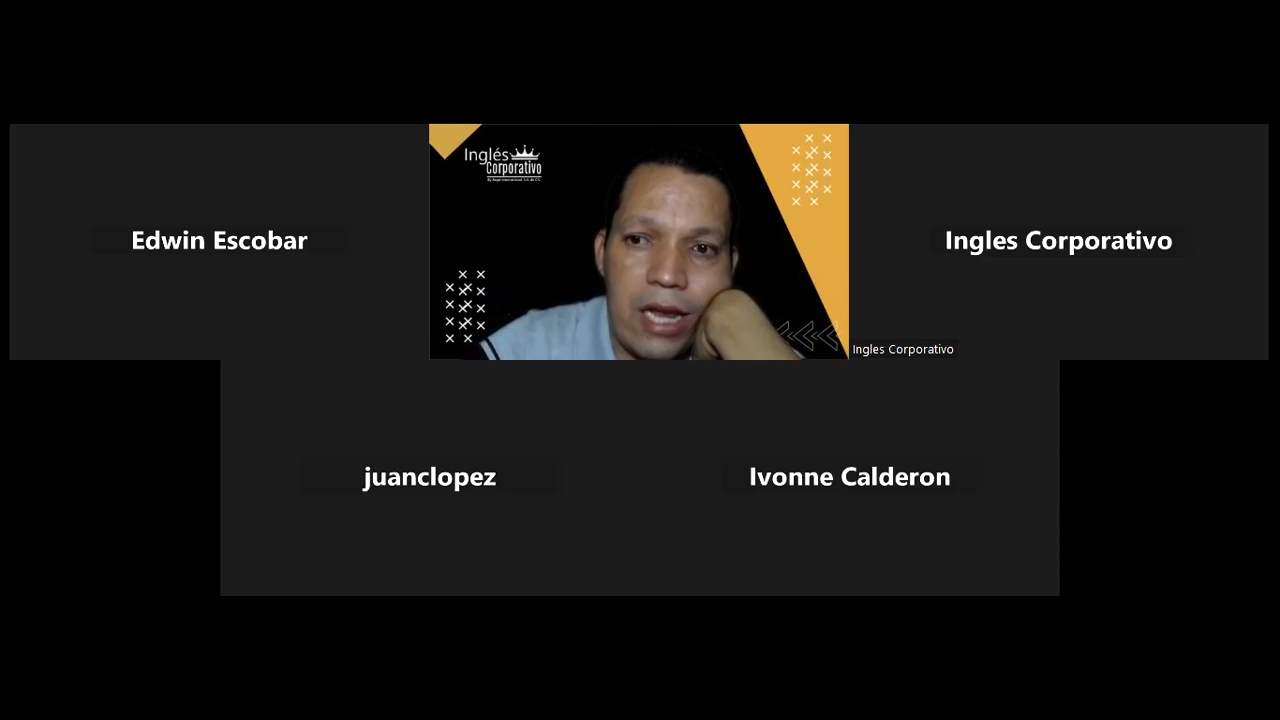 Edwin Escobar
Inglés
Corporativo
Ingles Corporativo
Ingles Corporativo
juanclopez
Ivonne Calderon